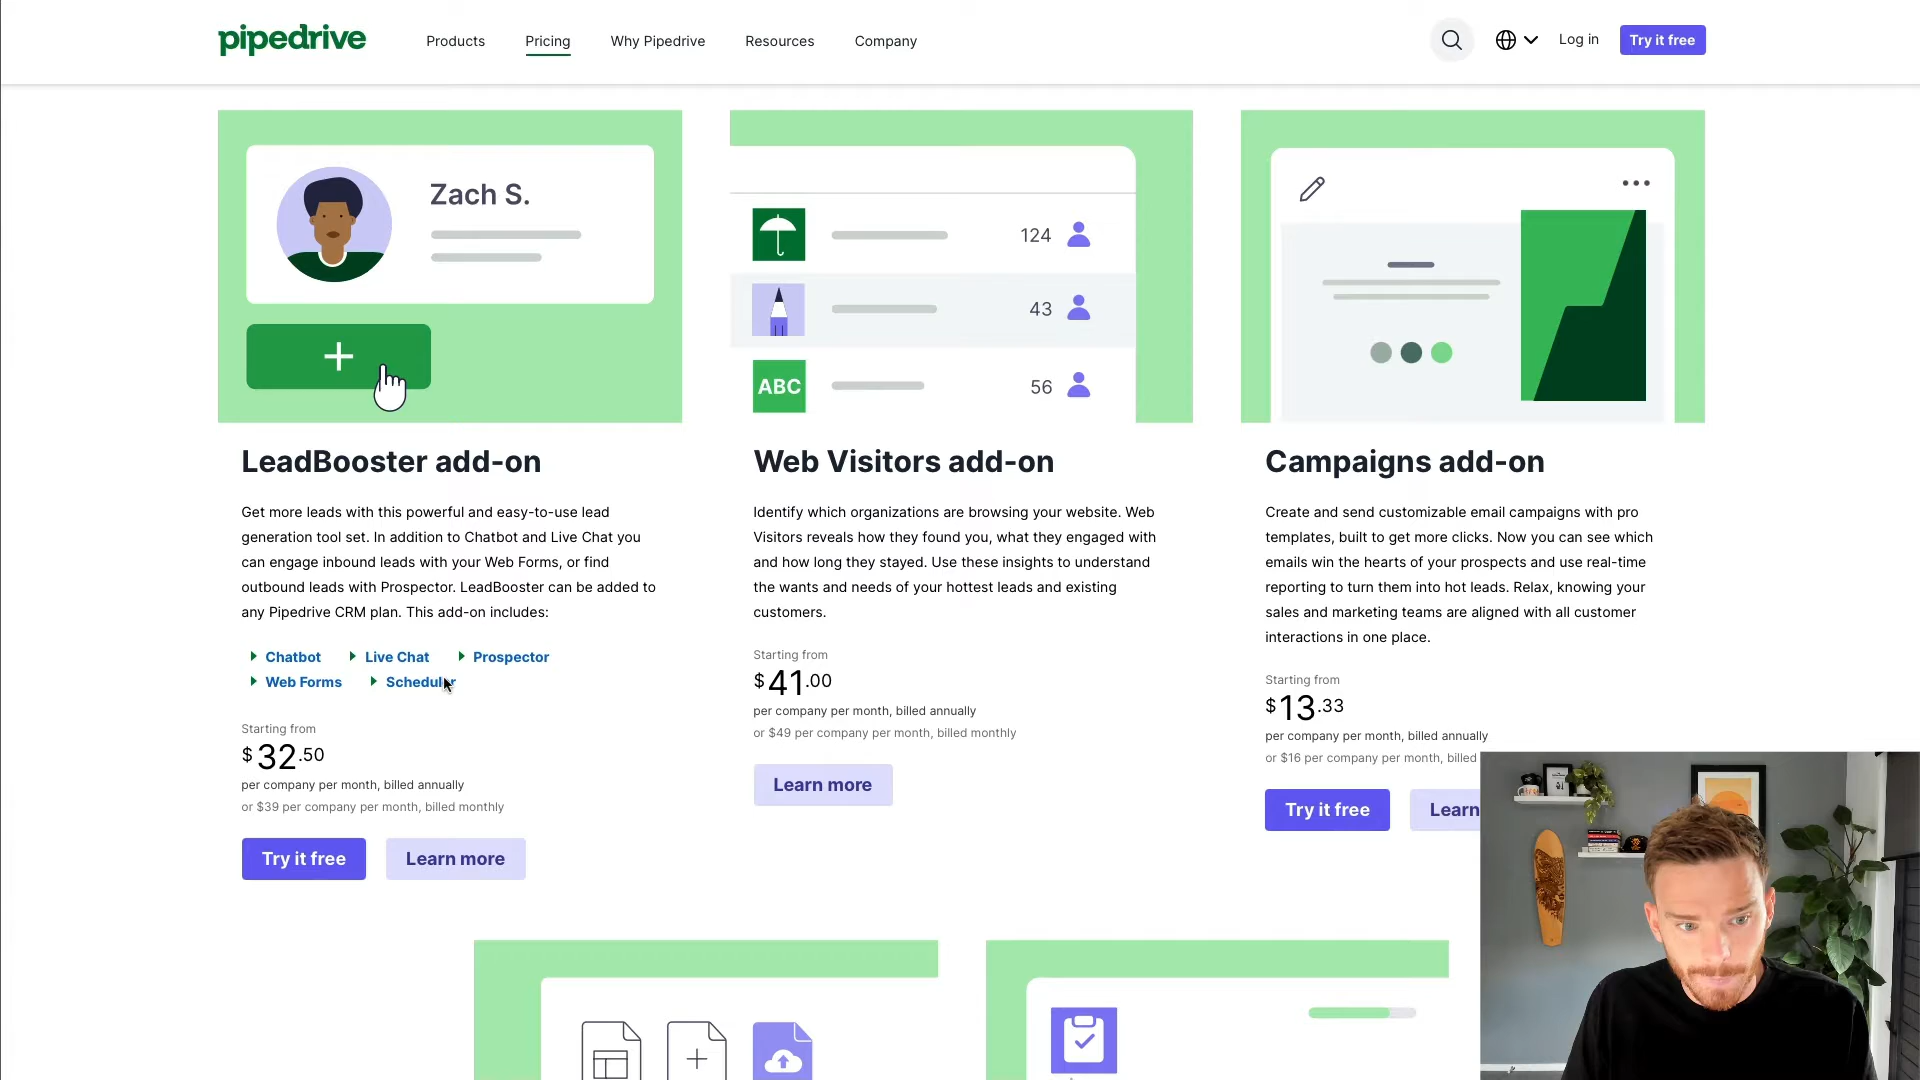 pipedrive
Products
Pricing
Why Pipedrive
Resources
Company
Log in
Try it free
Zach S.
124
43
ABC
56
LeadBooster add-on
Get more leads with this powerful and easy-to-use lead
generation tool set. In addition to Chatbot and Live Chat you
can engage inbound leads with your Web Forms, or find
outbound leads with Prospector. LeadBooster can be added to
any Pipedrive CRM plan. This add-on includes:
Chatbot
Live Chat
Prospector
Web Forms
Scheduler
Starting from
$32.50
per company per month, billed annually
or $39 per company per month, billed monthly
Try it free
Learn more
Web Visitors add-on
Identify which organizations are browsing your website. Web
Visitors reveals how they found you, what they engaged with
and how long they stayed. Use these insights to understand
the wants and needs of your hottest leads and existing
customers.
Starting from
$41.00
per company per month, billed annually
or $49 per company per month, billed monthly
Learn more
Campaigns add-on
Create and send customizable email campaigns with pro
templates, built to get more clicks. Now you can see which
emails win the hearts of your prospects and use real-time
reporting to turn them into hot leads. Relax, knowing your
sales and marketing teams are aligned with all customer
interactions in one place.
Starting from
$13.33
per company per month, billed annually
or $16 per company per month, billed
Try it free
Learn